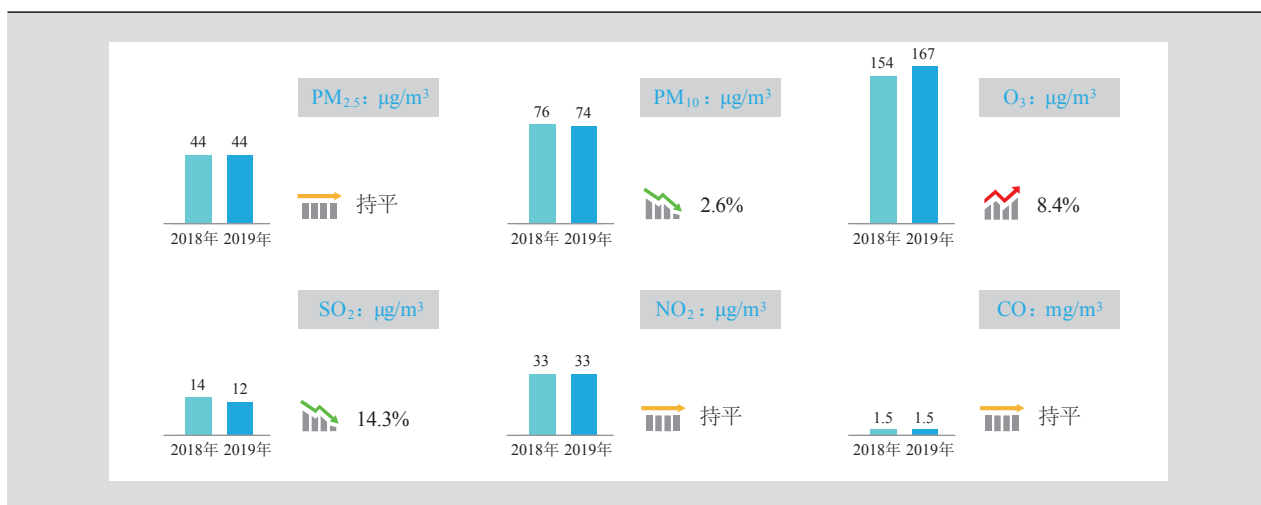 PM₂.₅：μg/m³
44 44
持平
2018年 2019年
PM₁₀：μg/m³
76 74
2.6%
2018年 2019年
O₃：μg/m³
154 167
8.4%
2018年 2019年
SO₂：μg/m³
14 12
14.3%
2018年 2019年
NO₂：μg/m³
33 33
持平
2018年 2019年
CO：mg/m³
1.5 1.5
持平
2018年 2019年